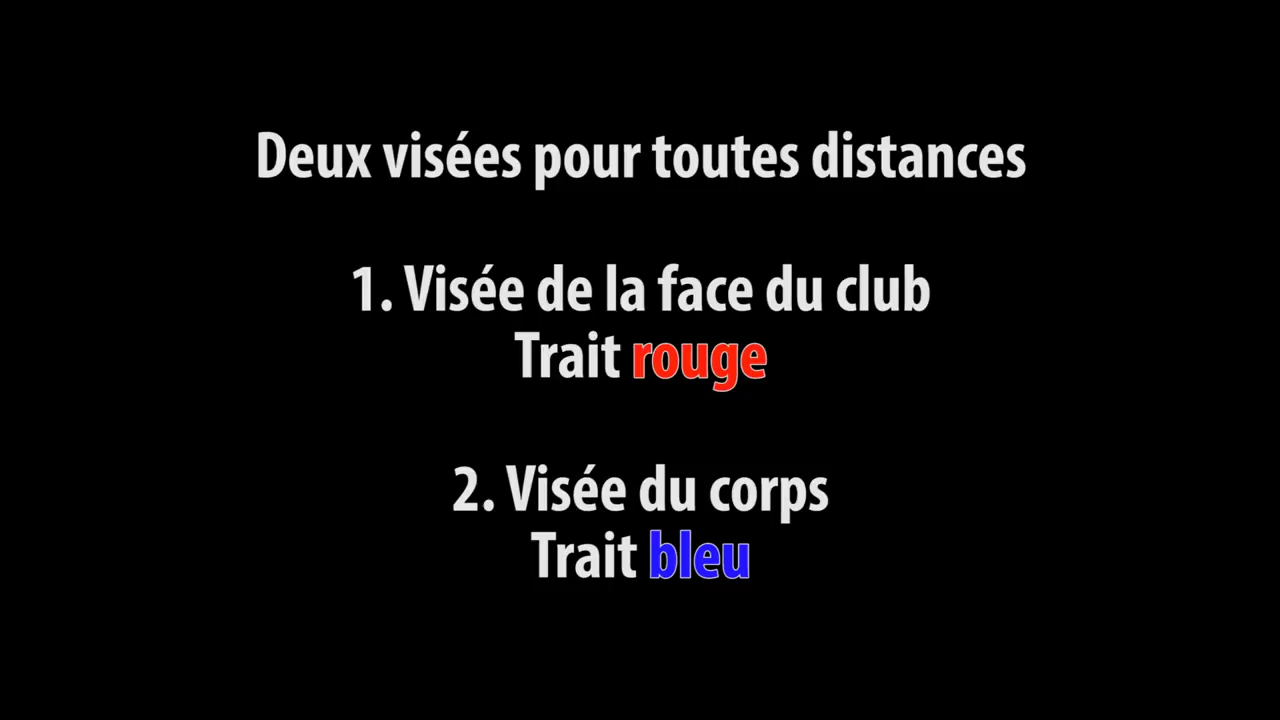 Deux visées pour toutes distances
1. Visée de la face du club
Trait rouge
2. Visée du corps
Trait bleu